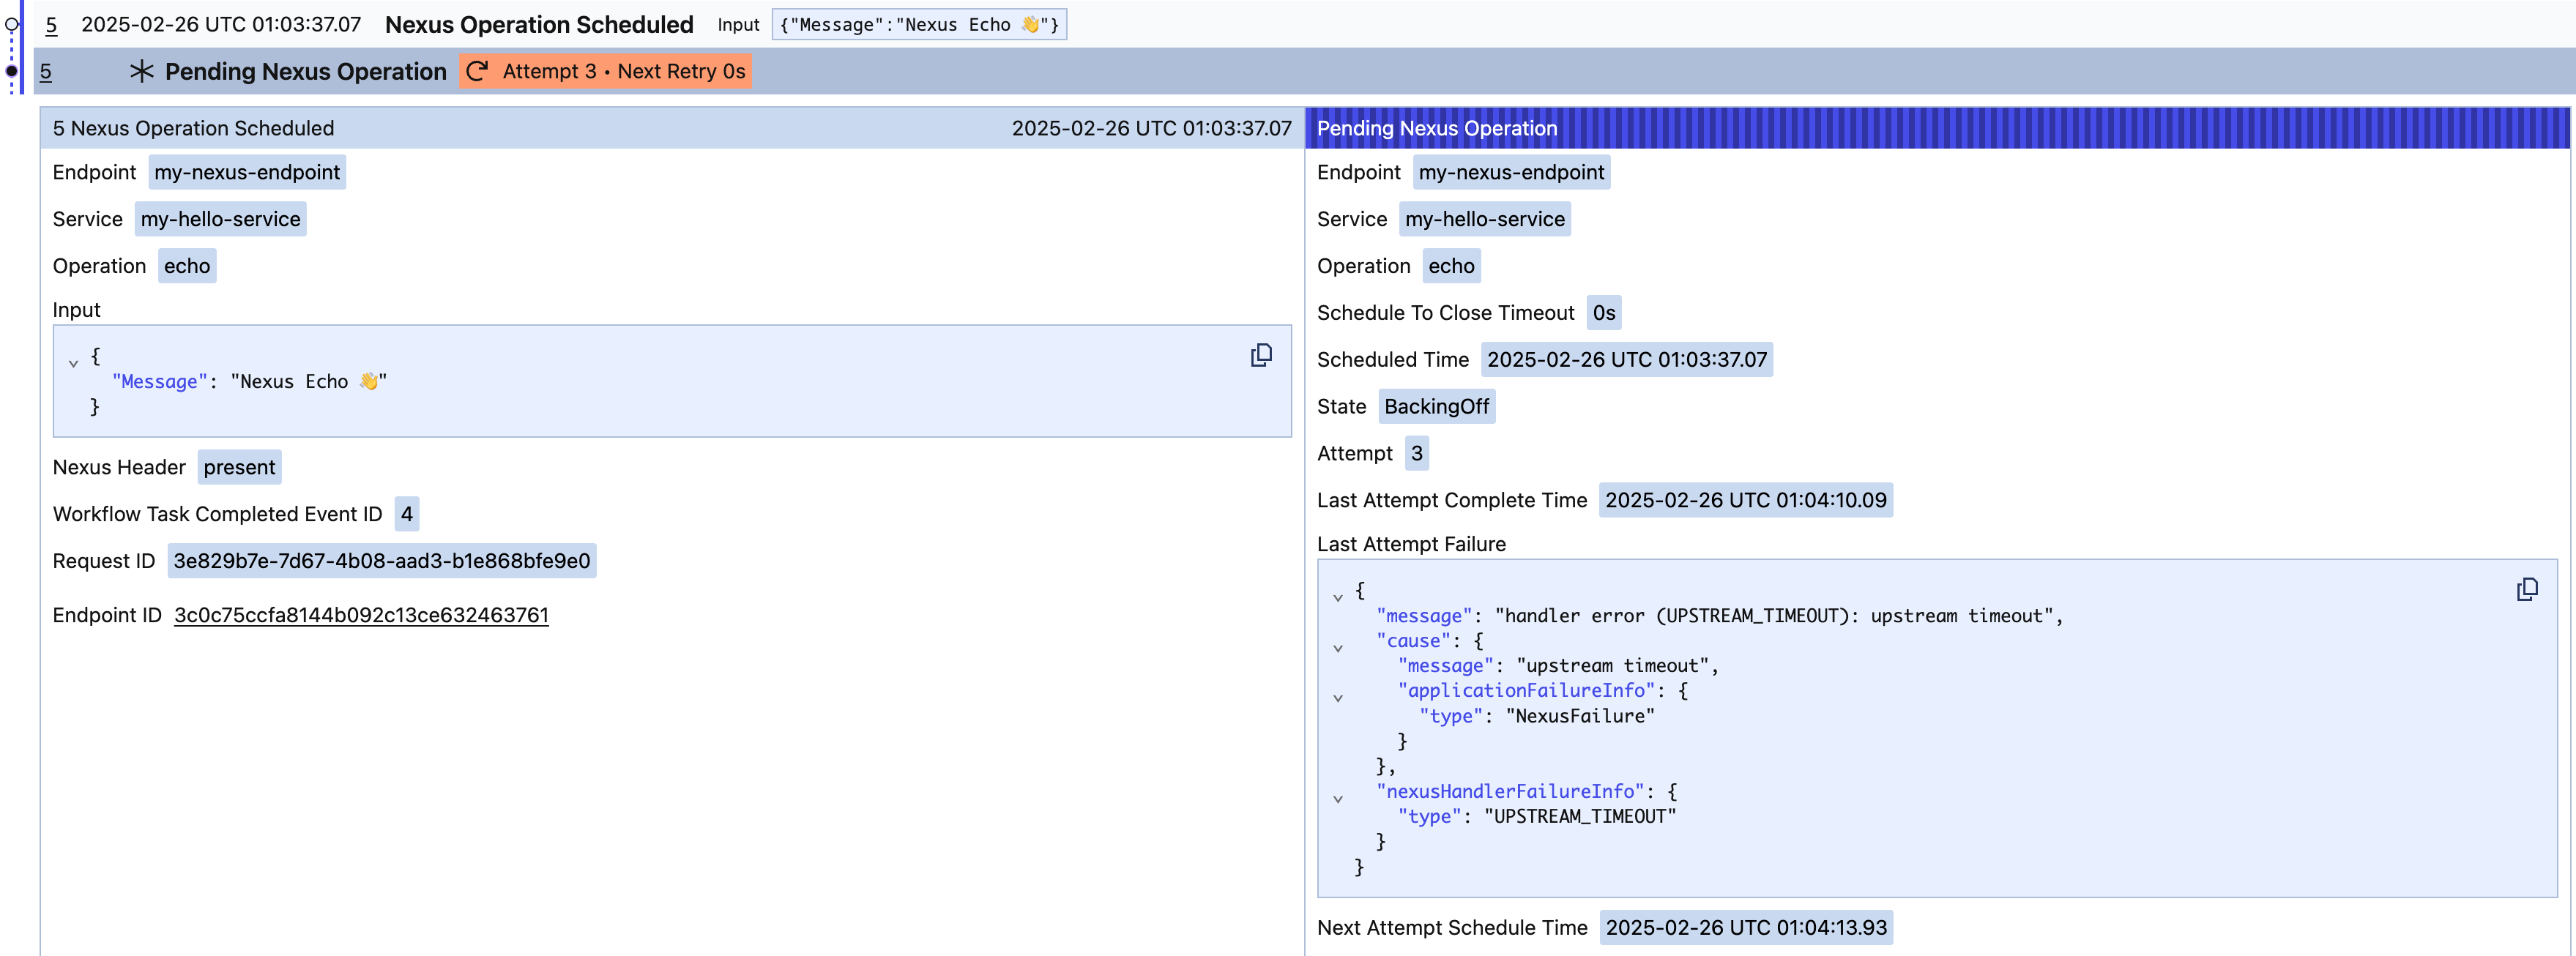 5 2025-02-26 UTC 01:03:37.07 Nexus Operation Scheduled Input {"Message":"Nexus Echo 👋"}
5 Pending Nexus Operation Attempt 3 • Next Retry 0s
5 Nexus Operation Scheduled 2025-02-26 UTC 01:03:37.07
Endpoint my-nexus-endpoint
Service my-hello-service
Operation echo
Input
{
"Message": "Nexus Echo 👋"
}
Nexus Header present
Workflow Task Completed Event ID 4
Request ID 3e829b7e-7d67-4b08-aad3-b1e868bfe9e0
Endpoint ID 3c0c75ccfa8144b092c13ce632463761
Pending Nexus Operation
Endpoint my-nexus-endpoint
Service my-hello-service
Operation echo
Schedule To Close Timeout 0s
Scheduled Time 2025-02-26 UTC 01:03:37.07
State BackingOff
Attempt 3
Last Attempt Complete Time 2025-02-26 UTC 01:04:10.09
Last Attempt Failure
{
"message": "handler error (UPSTREAM_TIMEOUT): upstream timeout",
"cause": {
"message": "upstream timeout",
"applicationFailureInfo": {
"type": "NexusFailure"
}
},
"nexusHandlerFailureInfo": {
"type": "UPSTREAM_TIMEOUT"
}
}
Next Attempt Schedule Time 2025-02-26 UTC 01:04:13.93